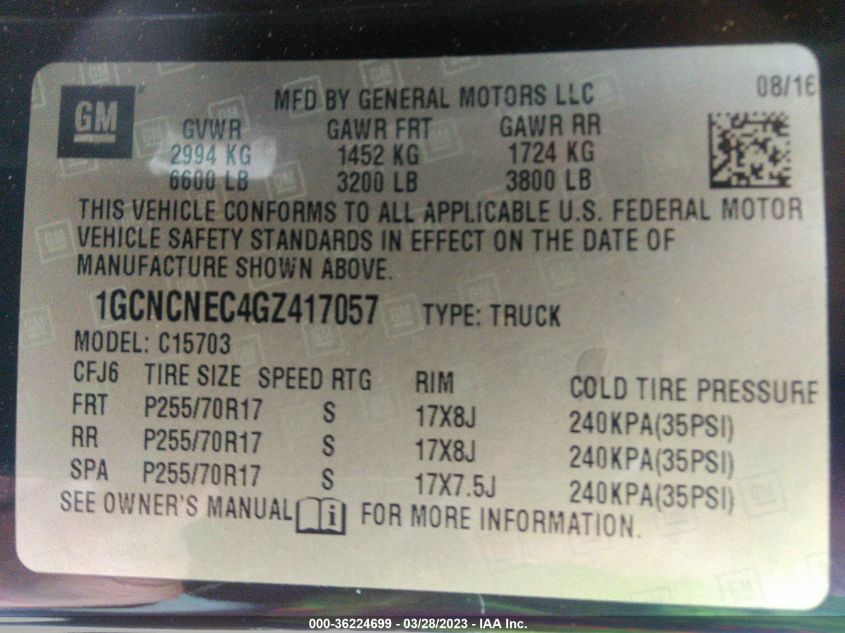 GM
MFD BY GENERAL MOTORS LLC
08/16
GVWR GAWR FRT GAWR RR
2994 KG 1452 KG 1724 KG
6600 LB 3200 LB 3800 LB
THIS VEHICLE CONFORMS TO ALL APPLICABLE U.S. FEDERAL MOTOR
VEHICLE SAFETY STANDARDS IN EFFECT ON THE DATE OF
MANUFACTURE SHOWN ABOVE.
1GCNCNEC4GZ417057 TYPE: TRUCK
MODEL: C15703
CFJ6 TIRE SIZE SPEED RTG RIM COLD TIRE PRESSURE
FRT P255/70R17 S 17X8J 240KPA(35PSI)
RR P255/70R17 S 17X8J 240KPA(35PSI)
SPA P255/70R17 S 17X7.5J 240KPA(35PSI)
SEE OWNER'S MANUAL i FOR MORE INFORMATION.
000-36224699 - 03/28/2023 - IAA Inc.